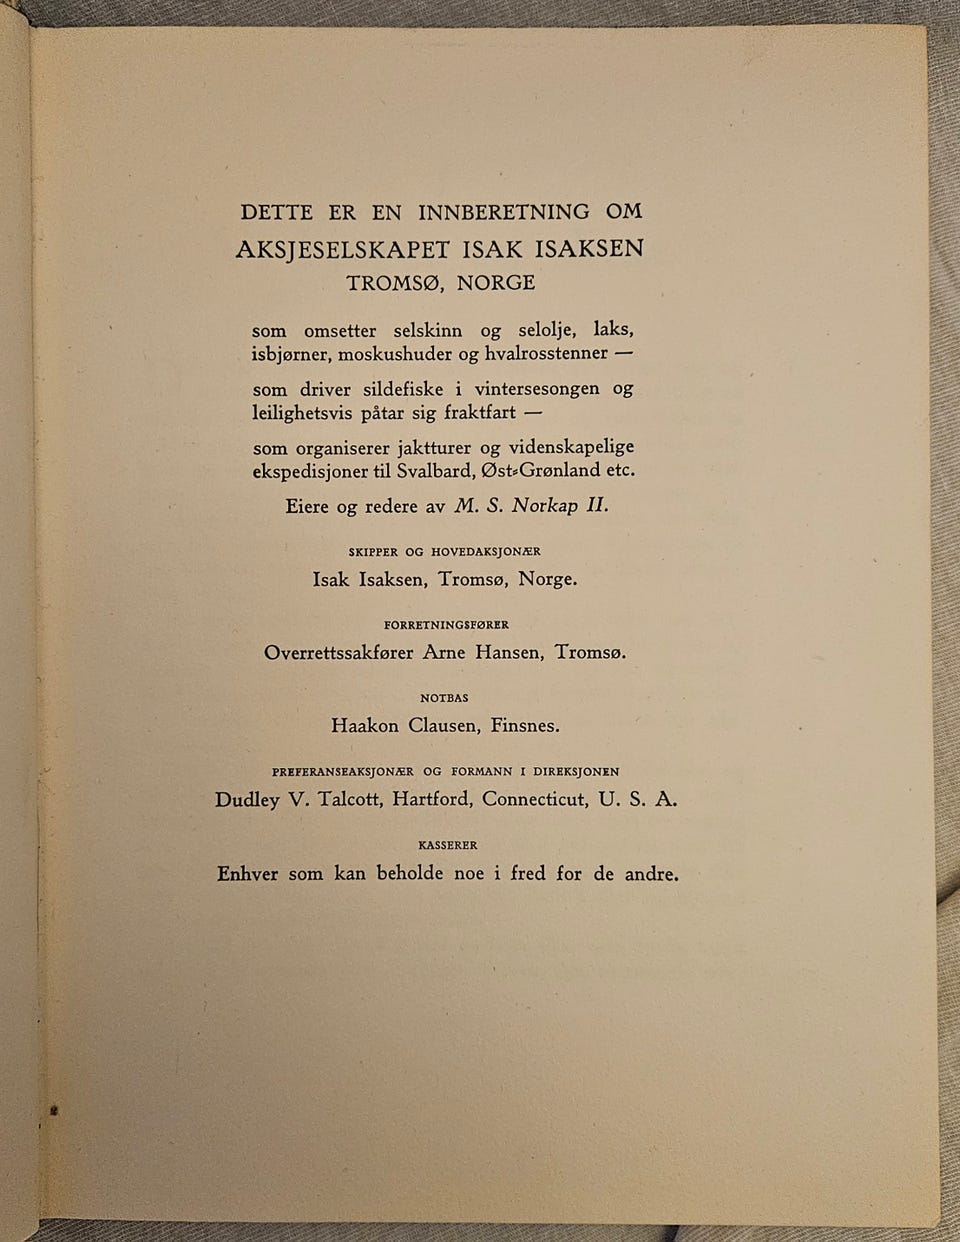 DETTE ER EN INNBERETNING OM
AKSJESELSKAPET ISAK ISAKSEN
TROMSØ, NORGE
som omsetter selskinn og selolje, laks,
isbjørner, moskushuder og hvalrosstenner —
som driver sildefiske i vintersesongen og
leilighetsvis påtar sig fraktfart —
som organiserer jaktturer og videnskapelige
ekspedisjoner til Svalbard, Øst-Grønland etc.
Eiere og redere av M. S. Norkap II.
SKIPPER OG HOVEDAKSJONÆR
Isak Isaksen, Tromsø, Norge.
FORRETNINGSFØRER
Overrettssakfører Arne Hansen, Tromsø.
NOTBAS
Haakon Clausen, Finsnes.
PREFERANSEAKSJONÆR OG FORMANN I DIREKSJONEN
Dudley V. Talcott, Hartford, Connecticut, U. S. A.
KASSERER
Enhver som kan beholde noe i fred for de andre.